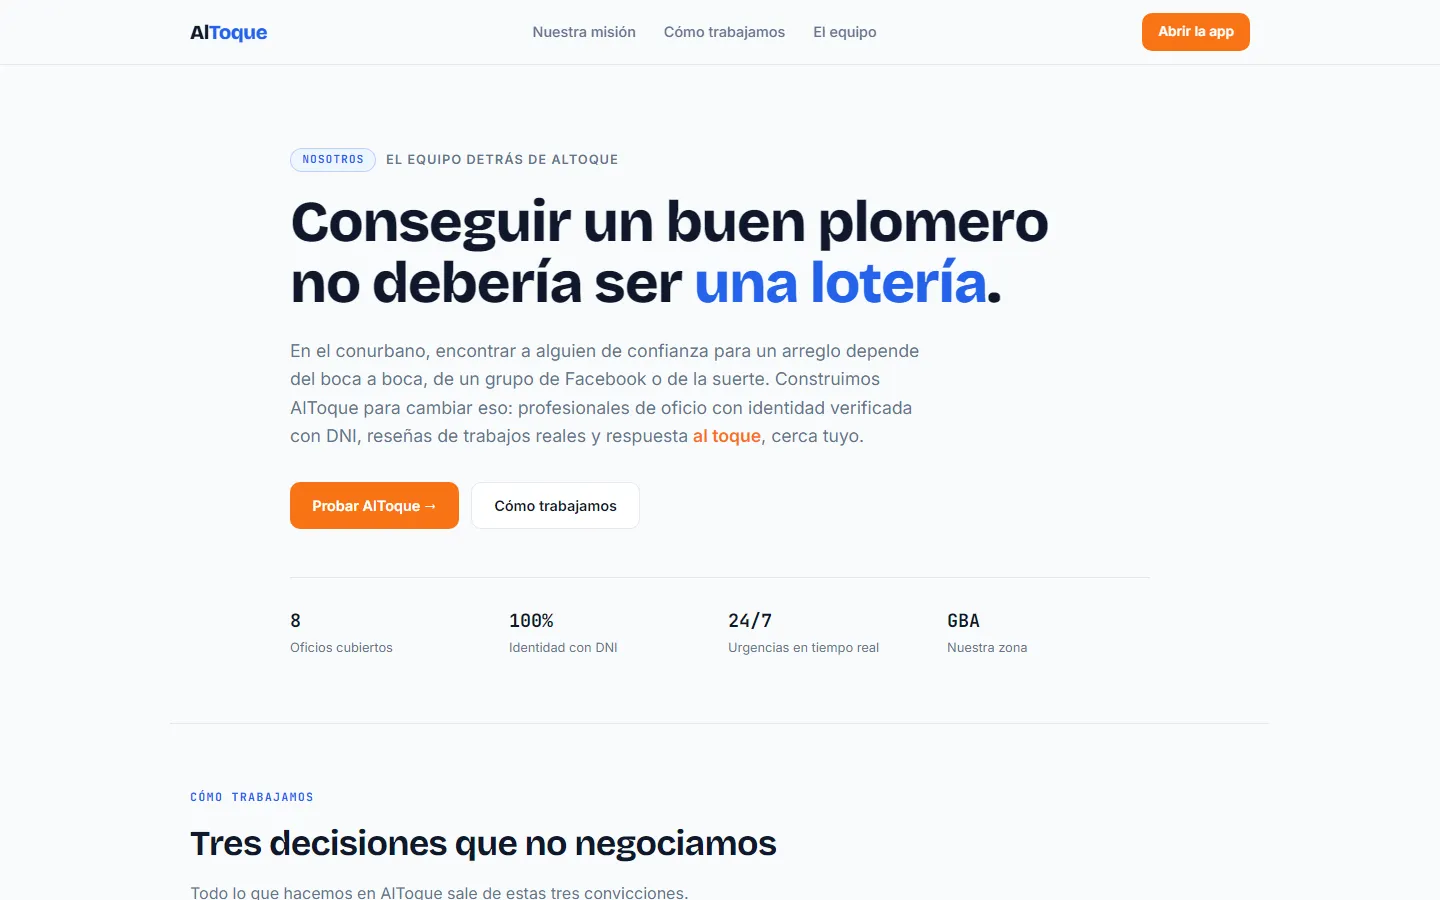 AlToque
Nuestra misión
Cómo trabajamos
El equipo
Abrir la app
NOSOTROS
EL EQUIPO DETRÁS DE ALTOQUE
Conseguir un buen plomero
no debería ser una lotería.
En el conurbano, encontrar a alguien de confianza para un arreglo depende
del boca a boca, de un grupo de Facebook o de la suerte. Construimos
AlToque para cambiar eso: profesionales de oficio con identidad verificada
con DNI, reseñas de trabajos reales y respuesta al toque, cerca tuyo.
Probar AlToque →
Cómo trabajamos
8
Oficios cubiertos
100%
Identidad con DNI
24/7
Urgencias en tiempo real
GBA
Nuestra zona
CÓMO TRABAJAMOS
Tres decisiones que no negociamos
Todo lo que hacemos en AlToque sale de estas tres convicciones.